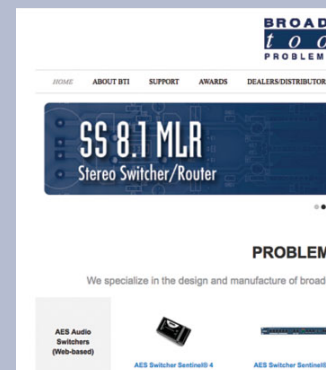 BROAD
too
PROBLEM
HOME ABOUT BTI SUPPORT AWARDS DEALERS/DISTRIBUTOR
SS 8.1 MLR
Stereo Switcher/Router
PROBLEM
We specialize in the design and manufacture of broad
AES Audio
Switchers
(Web-based)
AES Switcher Sentinel® 4
AES Switcher Sentinel®